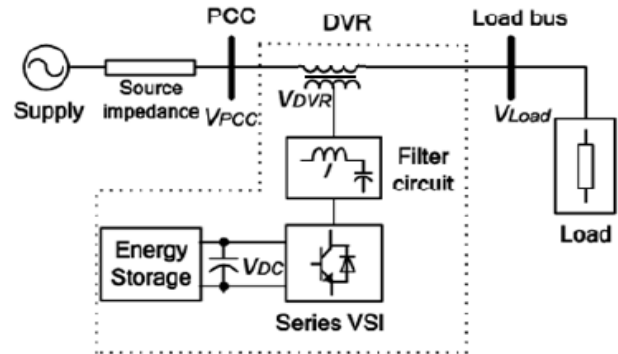 PCC
DVR
Load bus
Supply
Source
impedance
VPCC
VDVR
VLoad
Filter
circuit
Load
Energy
Storage
VDC
Series VSI